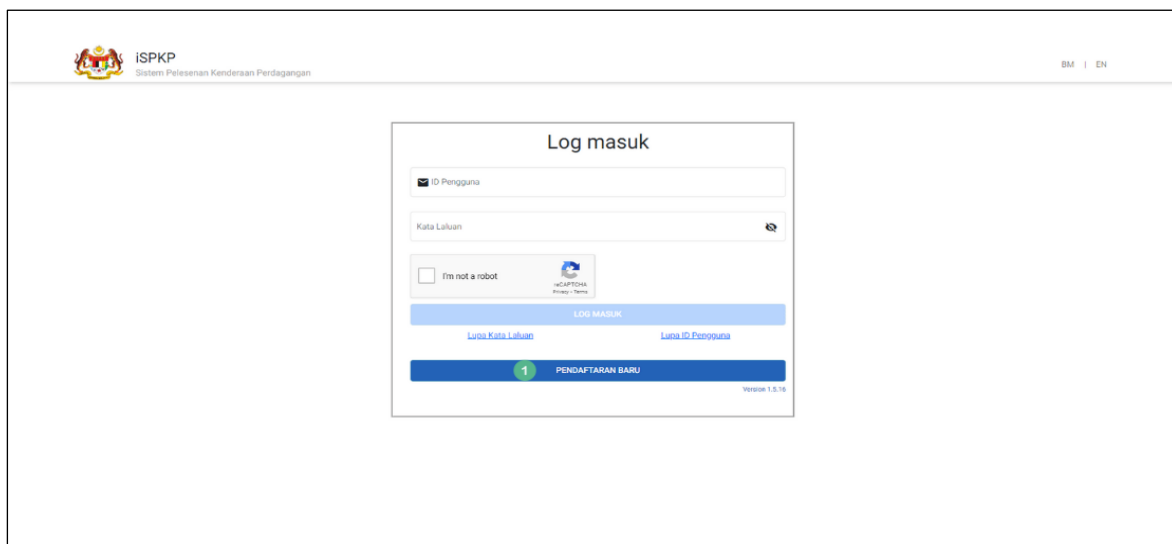 iSPKP
Sistem Pelesenan Kenderaan Perdagangan
BM | EN
Log masuk
ID Pengguna
Kata Laluan
I'm not a robot
reCAPTCHA
Privacy - Terms
LOG MASUK
Lupa Kata Laluan
Lupa ID Pengguna
1 PENDAFTARAN BARU
Version 1.5.16